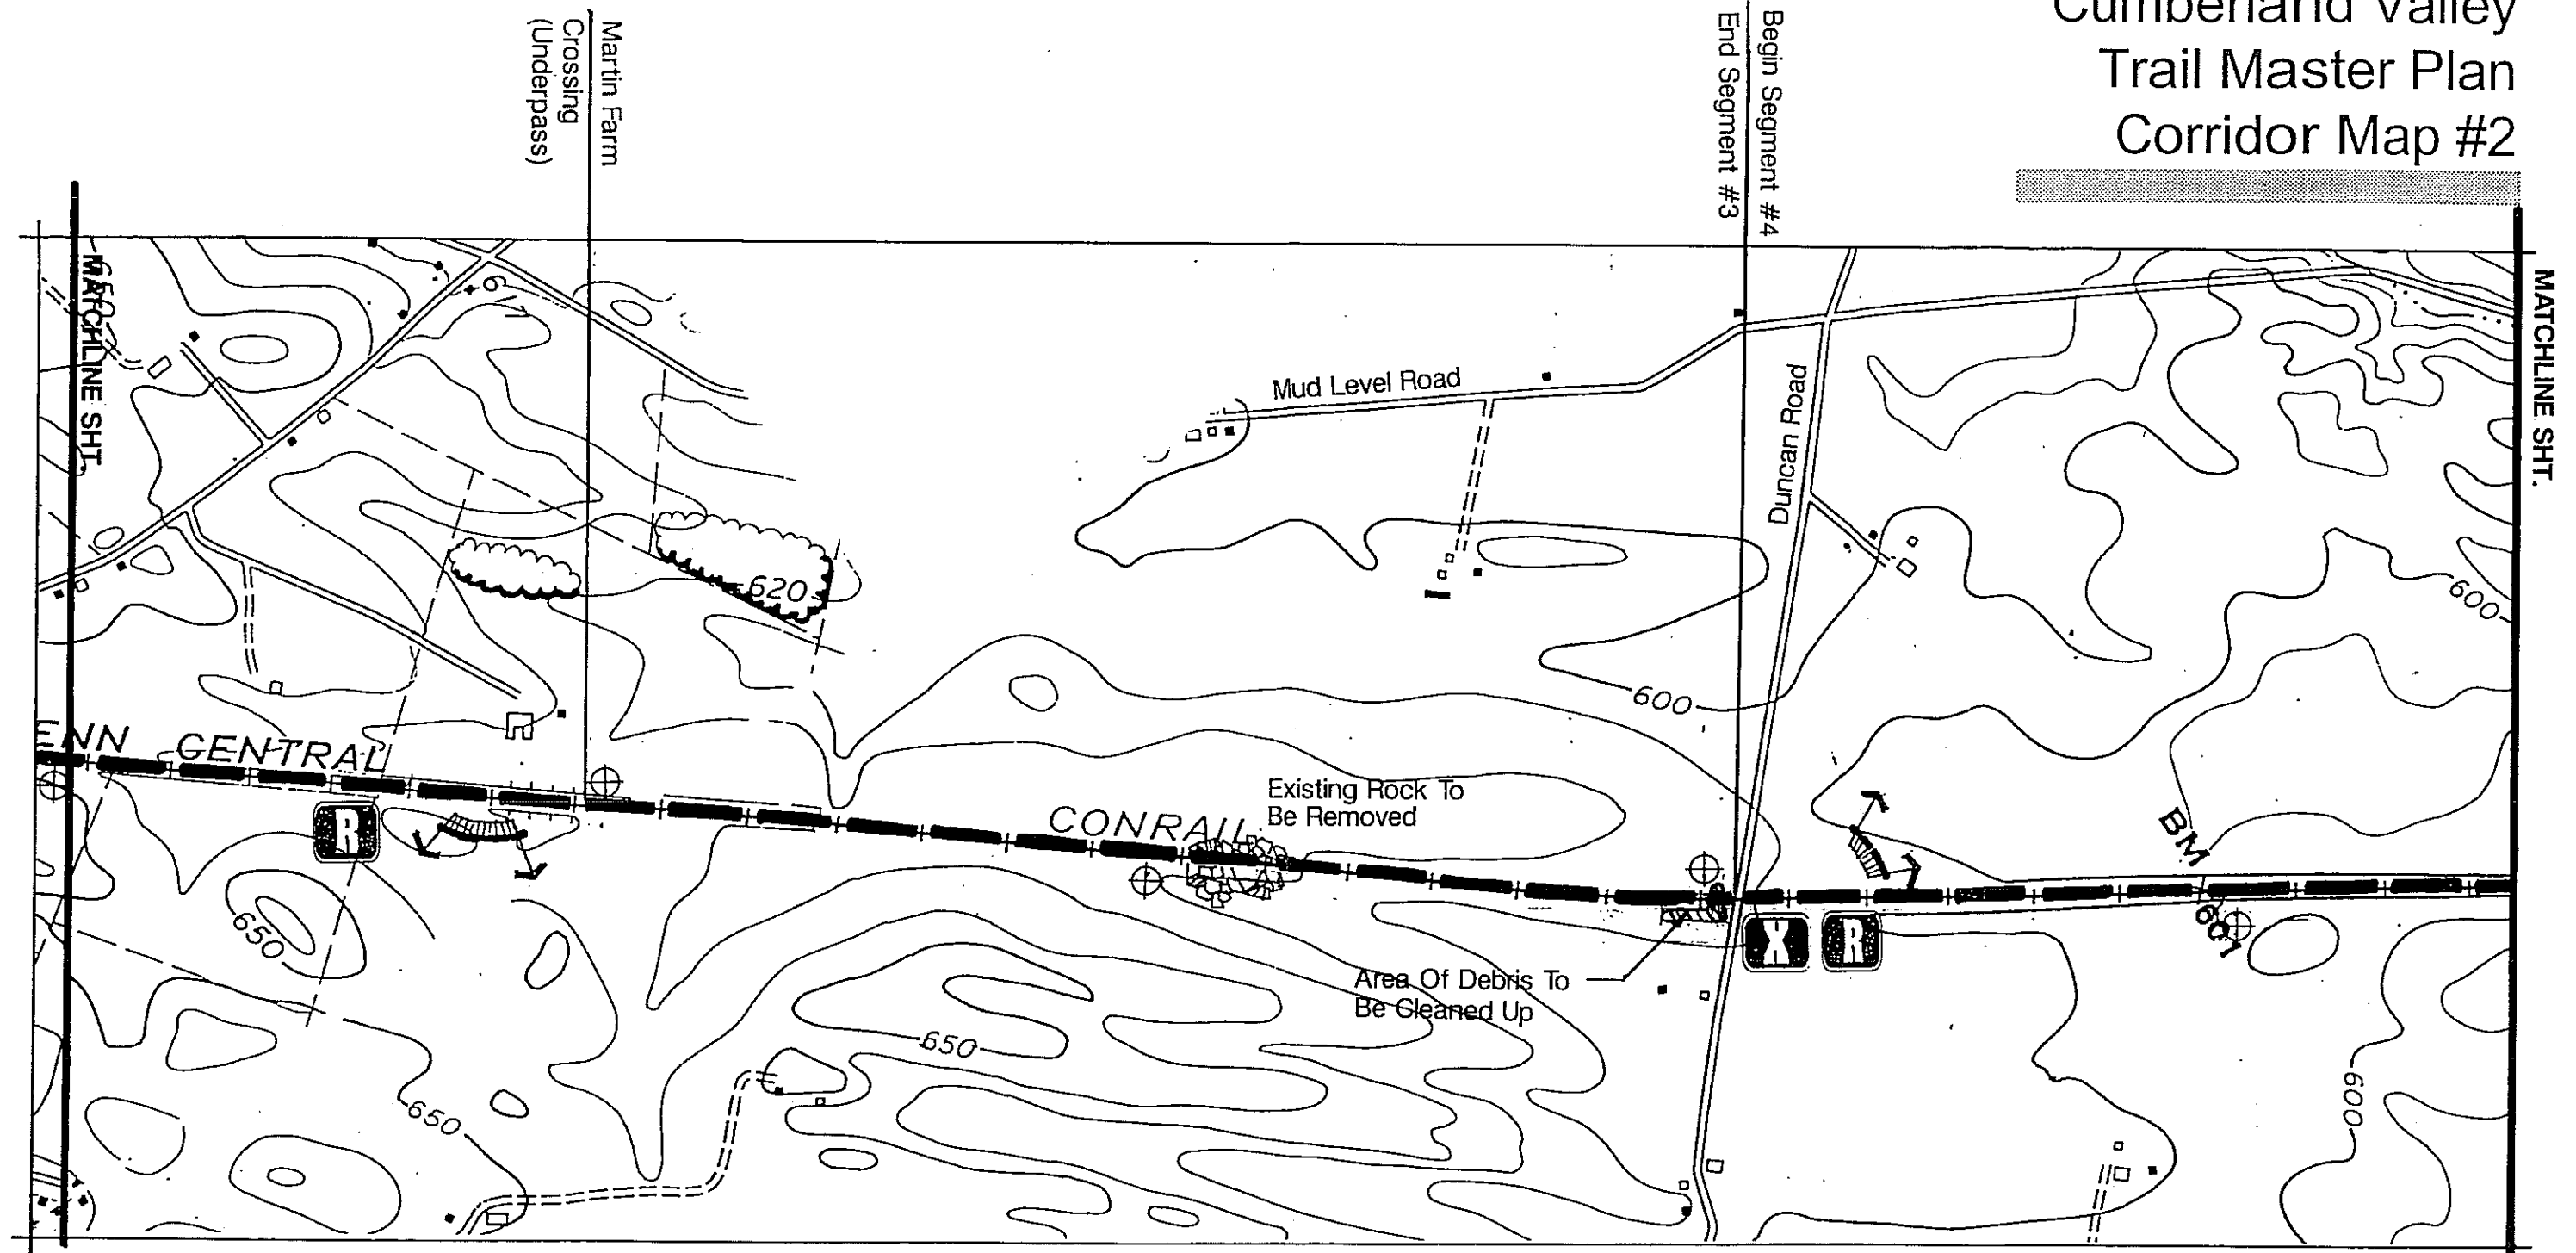 Cumberland Valley
Trail Master Plan
Corridor Map #2
Martin Farm
Crossing
(Underpass)
Begin Segment #4
End Segment #3
MATCHLINE SHT.
MATCHLINE SHT.
650
Mud Level Road
Duncan Road
620
600
600
ENN CENTRAL
CONRAIL
Existing Rock To
Be Removed
BM
601
R
X
R
650
Area Of Debris To
Be Cleaned Up
650
650
600